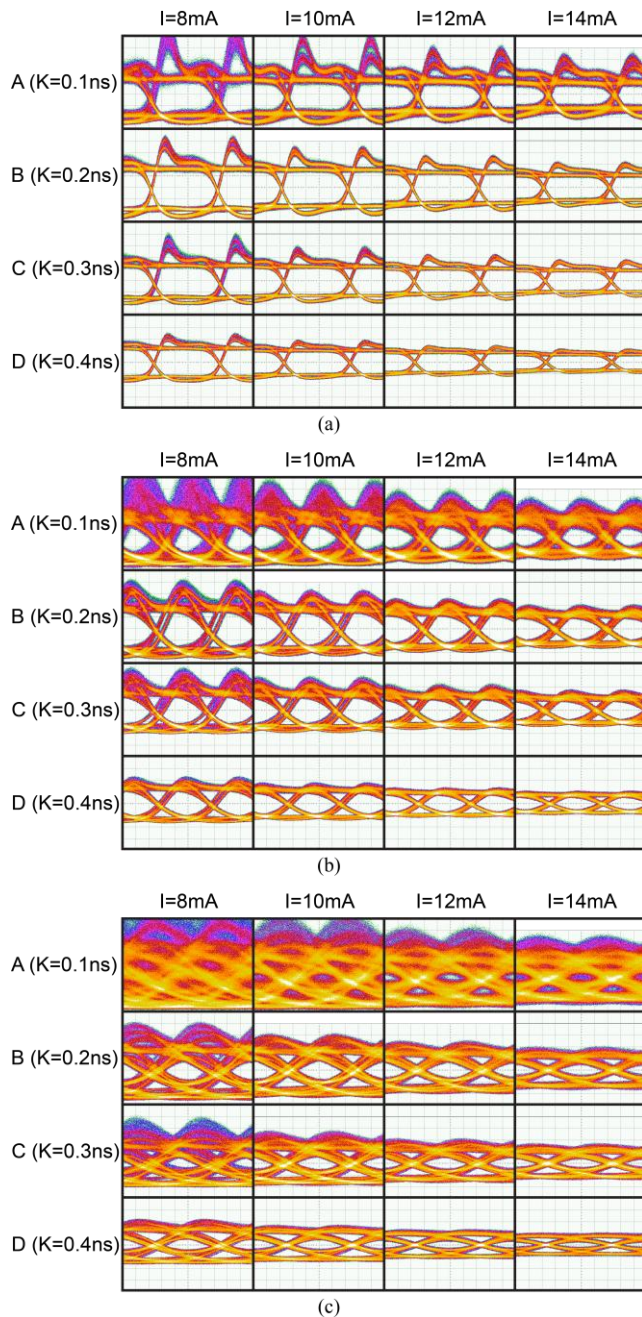 I=8mA I=10mA I=12mA I=14mA
A (K=0.1ns)
B (K=0.2ns)
C (K=0.3ns)
D (K=0.4ns)
(a)
I=8mA I=10mA I=12mA I=14mA
A (K=0.1ns)
B (K=0.2ns)
C (K=0.3ns)
D (K=0.4ns)
(b)
I=8mA I=10mA I=12mA I=14mA
A (K=0.1ns)
B (K=0.2ns)
C (K=0.3ns)
D (K=0.4ns)
(c)